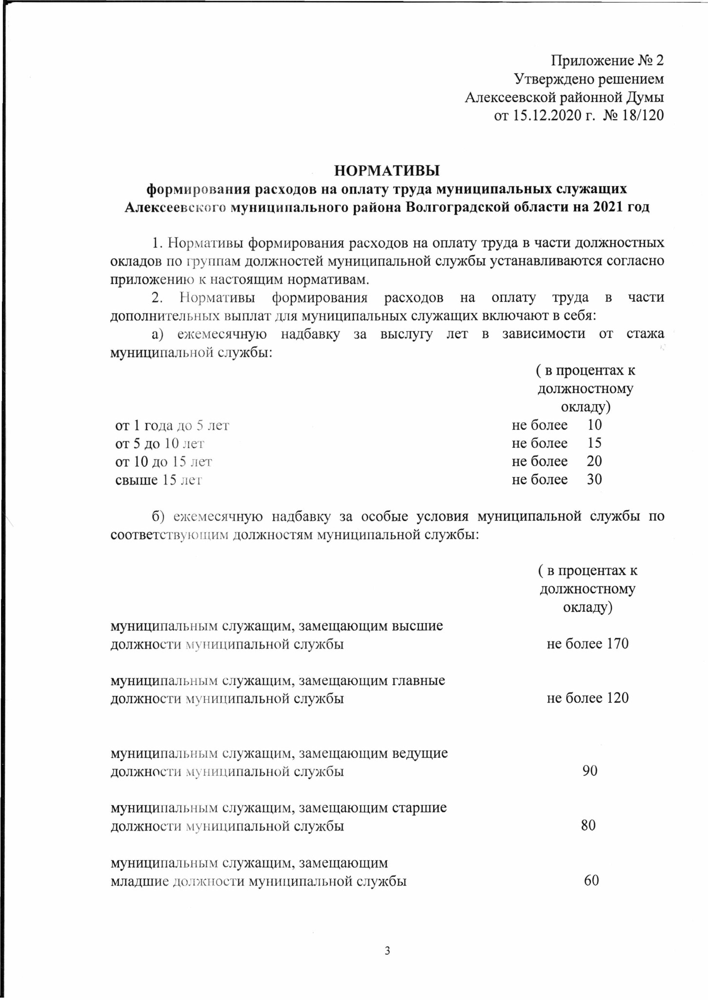 Приложение № 2
Утверждено решением
Алексеевской районной Думы
от 15.12.2020 г.  № 18/120
НОРМАТИВЫ
формирования расходов на оплату труда муниципальных служащих
Алексеевского муниципального района Волгоградской области на 2021 год
1. Нормативы формирования расходов на оплату труда в части должностных
окладов по группам должностей муниципальной службы устанавливаются согласно
приложению к настоящим нормативам.
2. Нормативы формирования расходов на оплату труда в части
дополнительных выплат для муниципальных служащих включают в себя:
а) ежемесячную надбавку за выслугу лет в зависимости от стажа
муниципальной службы:
( в процентах к
должностному
окладу)
от 1 года до 5 лет не более 10
от 5 до 10 лет не более 15
от 10 до 15 лет не более 20
свыше 15 лет не более 30
б) ежемесячную надбавку за особые условия муниципальной службы по
соответствующим должностям муниципальной службы:
( в процентах к
должностному
окладу)
муниципальным служащим, замещающим высшие
должности муниципальной службы не более 170
муниципальным служащим, замещающим главные
должности муниципальной службы не более 120
муниципальным служащим, замещающим ведущие
должности муниципальной службы 90
муниципальным служащим, замещающим старшие
должности муниципальной службы 80
муниципальным служащим, замещающим
младшие должности муниципальной службы 60
3